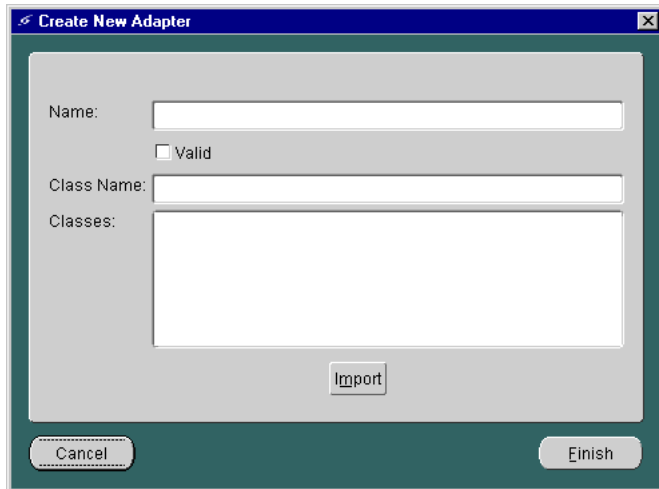 Create New Adapter
Name:
Valid
Class Name:
Classes:
Import
Cancel
Finish